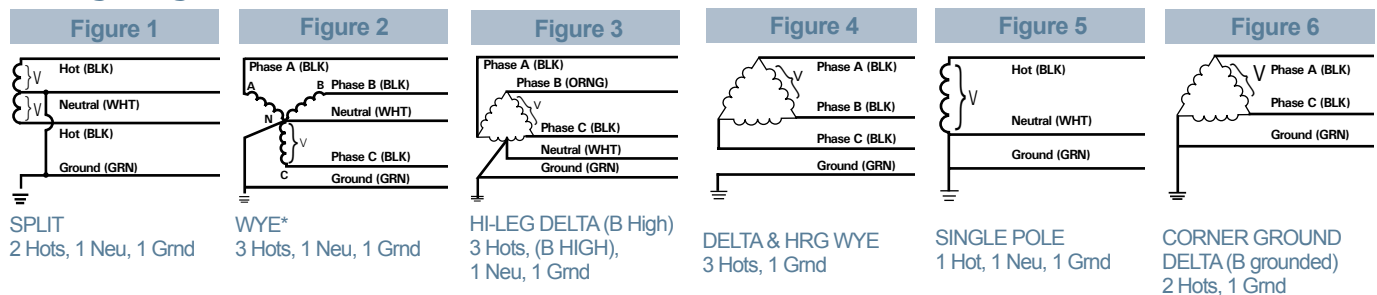 Figure 1
Hot (BLK)
V
Neutral (WHT)
V
Hot (BLK)
Ground (GRN)
SPLIT
2 Hots, 1 Neu, 1 Grnd
Figure 2
Phase A (BLK)
A
B Phase B (BLK)
N
Neutral (WHT)
V
Phase C (BLK)
C
Ground (GRN)
WYE*
3 Hots, 1 Neu, 1 Grnd
Figure 3
Phase A (BLK)
Phase B (ORNG)
V
Phase C (BLK)
Neutral (WHT)
Ground (GRN)
HI-LEG DELTA (B High)
3 Hots, (B HIGH),
1 Neu, 1 Grnd
Figure 4
V
Phase A (BLK)
Phase B (BLK)
Phase C (BLK)
Ground (GRN)
DELTA & HRG WYE
3 Hots, 1 Grnd
Figure 5
Hot (BLK)
V
Neutral (WHT)
Ground (GRN)
SINGLE POLE
1 Hot, 1 Neu, 1 Grnd
Figure 6
V Phase A (BLK)
Phase C (BLK)
Ground (GRN)
CORNER GROUND
DELTA (B grounded)
2 Hots, 1 Grnd